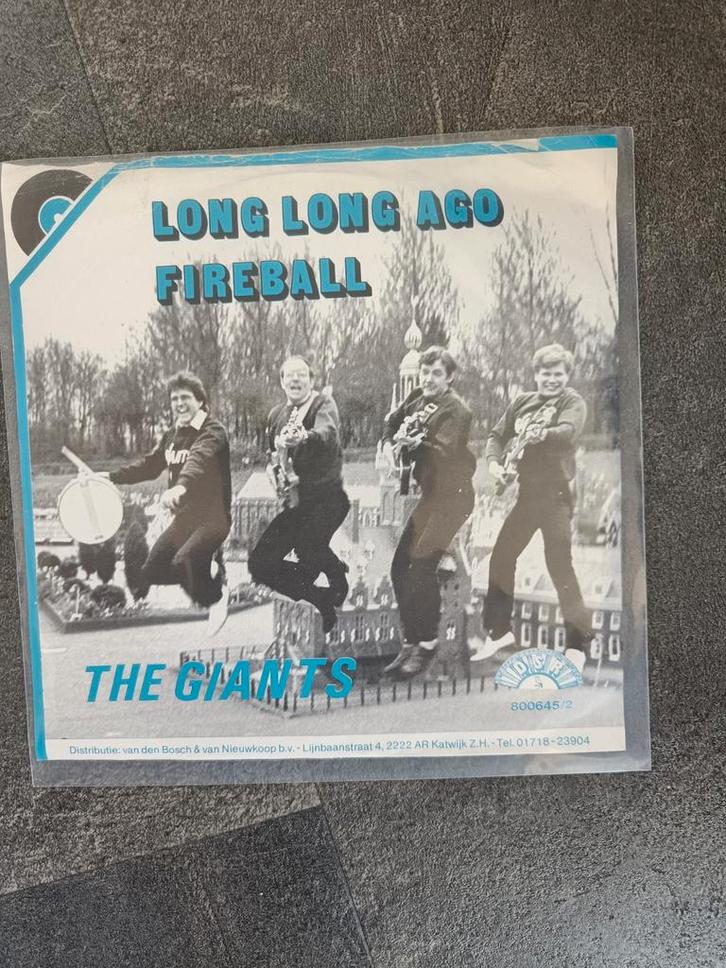 LONG LONG AGO
FIREBALL
THE GIANTS
DSR
800645/2
Distributie: van den Bosch & van Nieuwkoop b.v. - Lijnbaanstraat 4, 2222 AR Katwijk Z.H. - Tel. 01718-23904